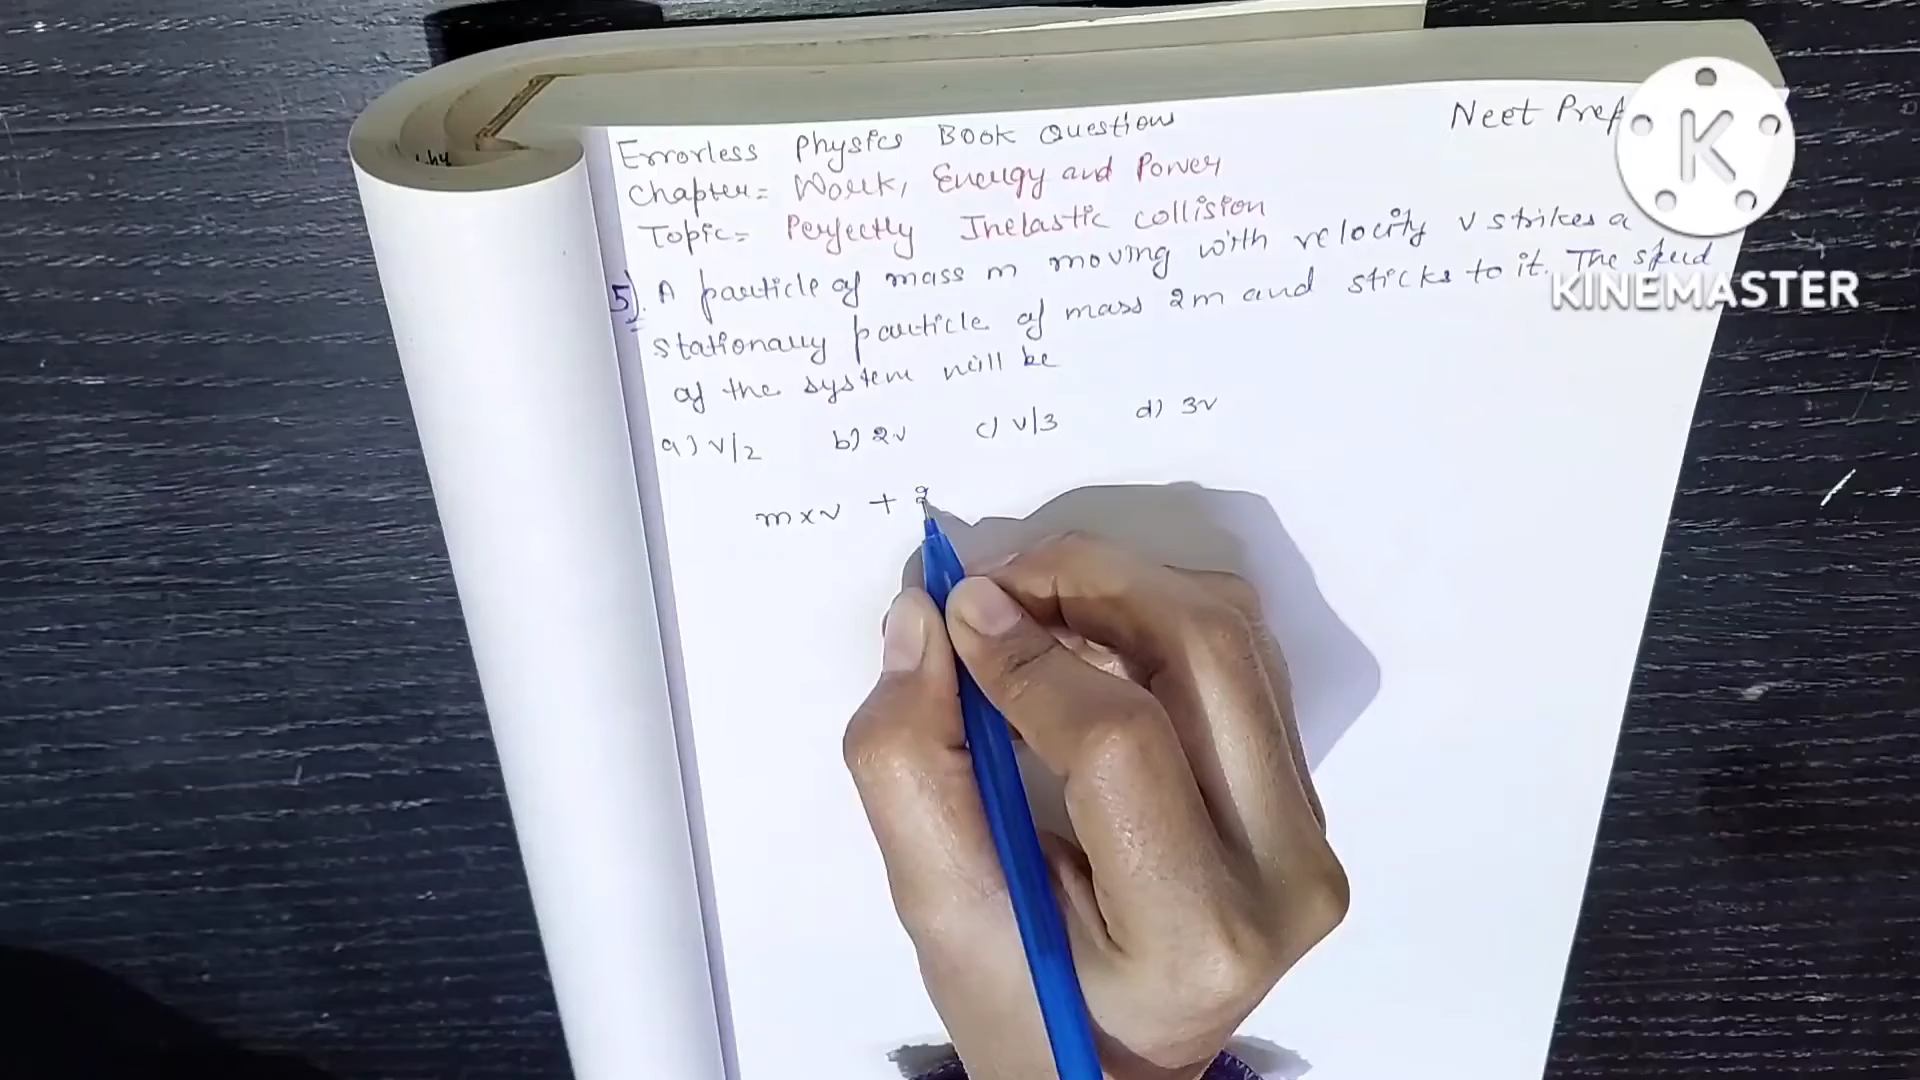 Errorless Physics Book Question
Neet Prep
Chapter= Work, Energy and Power
Topic= Perfectly Inelastic collision
5). A particle of mass m moving with velocity v strikes a
stationary particle of mass 2m and sticks to it. The speed
of the system will be
a) v/2 b) 2v c) v/3 d) 3v
m×v +
K
KINEMASTER